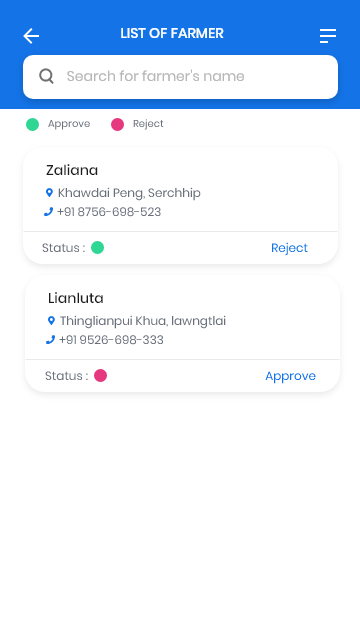 LIST OF FARMER
Search for farmer's name
Approve Reject
Zaliana
Khawdai Peng, Serchhip
+91 8756-698-523
Status : Reject
Lianluta
Thinglianpui Khua, lawngtlai
+91 9526-698-333
Status : Approve